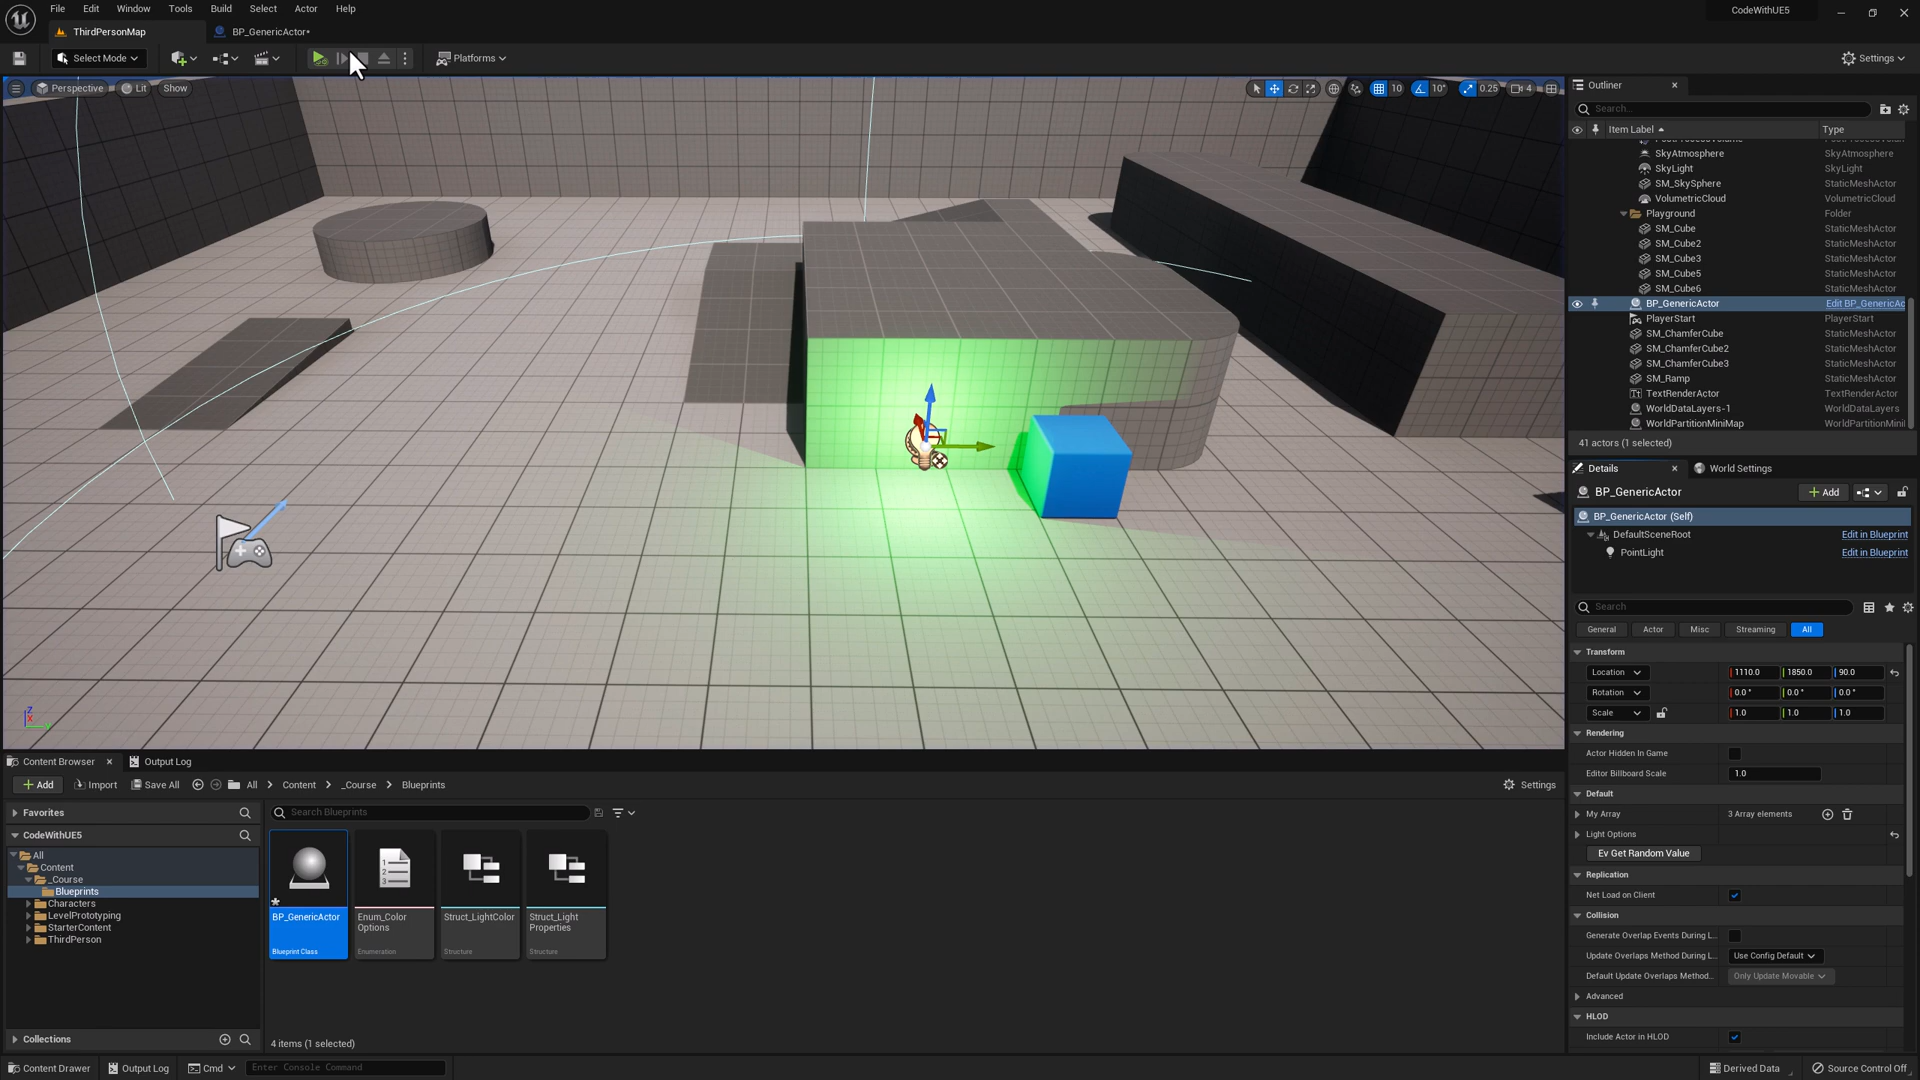 File Edit Window Tools Build Select Actor Help
CodeWithUE5
ThirdPersonMap
BP_GenericActor*
Select Mode
Platforms
Settings
Perspective
Lit
Show
10
10°
0.25
4
Outliner
Search...
Item Label
Type
SkyAtmosphere SkyAtmosphere
SkyLight SkyLight
SM_SkySphere StaticMeshActor
VolumetricCloud VolumetricCloud
Playground Folder
SM_Cube StaticMeshActor
SM_Cube2 StaticMeshActor
SM_Cube3 StaticMeshActor
SM_Cube5 StaticMeshActor
SM_Cube6 StaticMeshActor
BP_GenericActor Edit BP_GenericAc
PlayerStart PlayerStart
SM_ChamferCube StaticMeshActor
SM_ChamferCube2 StaticMeshActor
SM_ChamferCube3 StaticMeshActor
SM_Ramp StaticMeshActor
TextRenderActor TextRenderActor
WorldDataLayers-1 WorldDataLayers
WorldPartitionMiniMap WorldPartitionMini
41 actors (1 selected)
Details
World Settings
BP_GenericActor
Add
BP_GenericActor (Self)
DefaultSceneRoot Edit in Blueprint
PointLight Edit in Blueprint
Search
General Actor Misc Streaming All
Transform
Location 1110.0 1850.0 90.0
Rotation 0.0° 0.0° 0.0°
Scale 1.0 1.0 1.0
Rendering
Actor Hidden In Game
Editor Billboard Scale 1.0
Default
My Array 3 Array elements
Light Options
Ev Get Random Value
Replication
Net Load on Client
Collision
Generate Overlap Events During L...
Update Overlaps Method During L... Use Config Default
Default Update Overlaps Method... Only Update Movable
Advanced
HLOD
Include Actor in HLOD
Z
X
Content Browser
Output Log
Add
Import
Save All
All > Content > _Course > Blueprints
Settings
Favorites
CodeWithUE5
All
Content
_Course
Blueprints
Characters
LevelPrototyping
StarterContent
ThirdPerson
Collections
Search Blueprints
BP_GenericActor
Blueprint Class
Enum_Color
Options
Enumeration
Struct_LightColor
Structure
Struct_Light
Properties
Structure
4 items (1 selected)
Content Drawer
Output Log
Cmd
Enter Console Command
Derived Data
Source Control Off